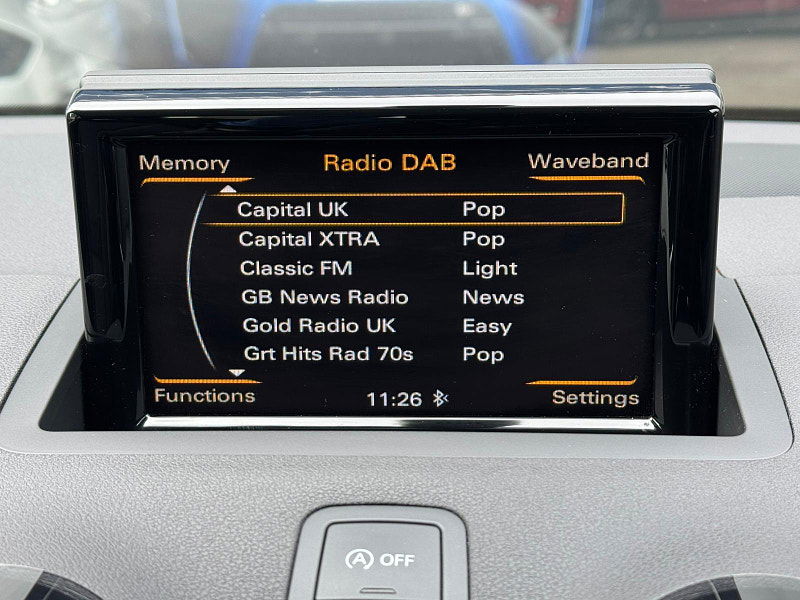 Memory Radio DAB Waveband
Capital UK Pop
Capital XTRA Pop
Classic FM Light
GB News Radio News
Gold Radio UK Easy
Grt Hits Rad 70s Pop
Functions 11:26 Settings
A OFF